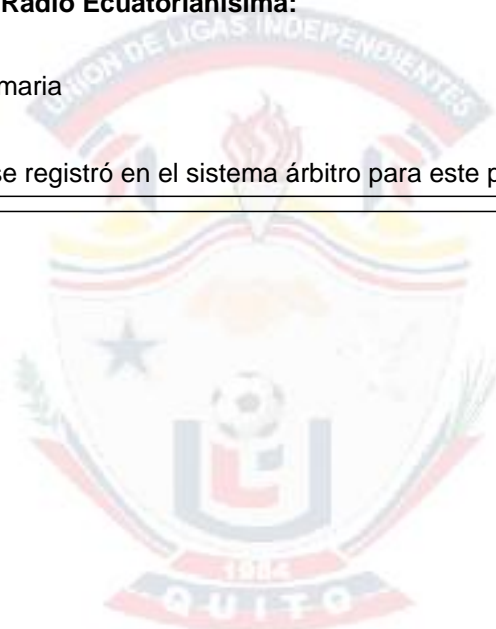 Radio Ecuatorianísima:
UNION DE LIGAS INDEPENDIENTES
maria
se registró en el sistema árbitro para este p
1984
QUITO